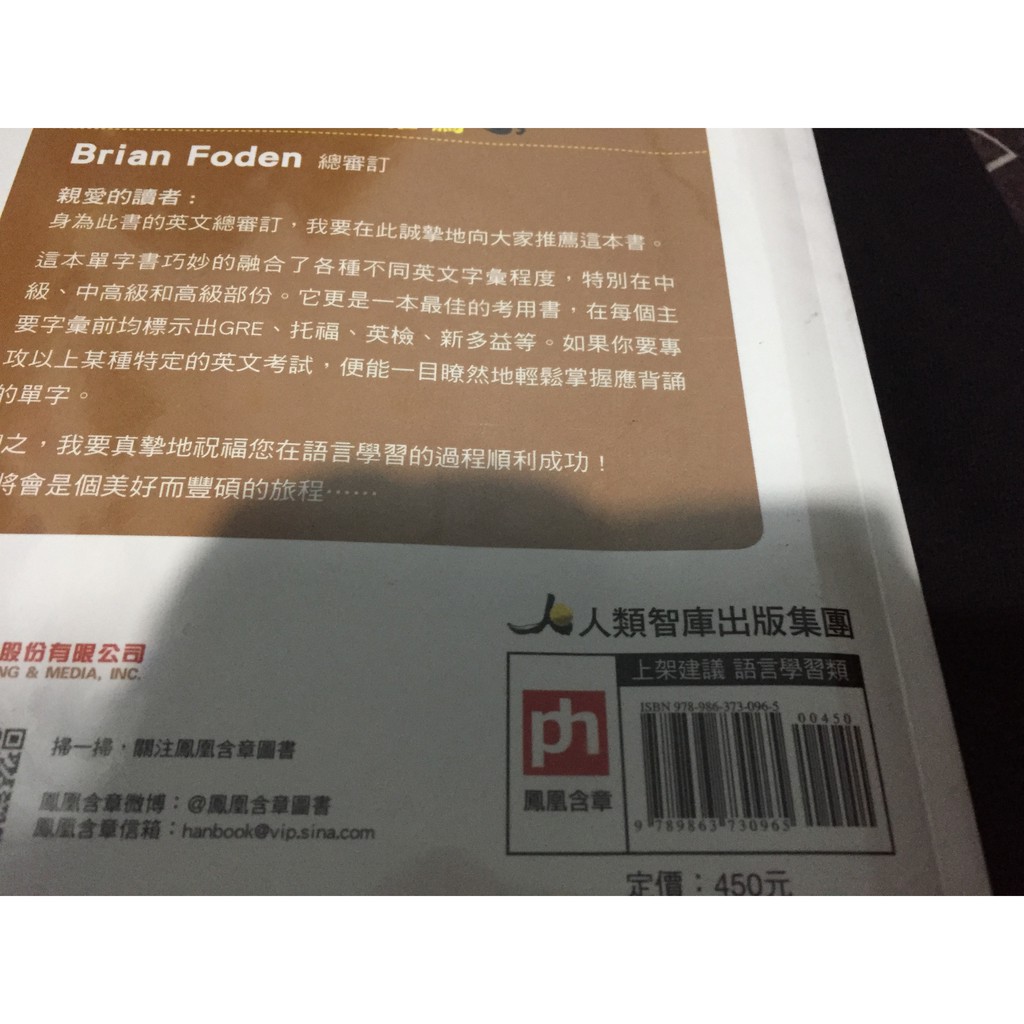 Brian Foden 總審訂
親愛的讀者：
身為此書的英文總審訂，我要在此誠摯地向大家推薦這本書。
這本單字書巧妙的融合了各種不同英文字彙程度，特別在中
級、中高級和高級部份。它更是一本最佳的考用書，在每個主
要字彙前均標示出GRE、托福、英檢、新多益等。如果你要專
攻以上某種特定的英文考試，便能一目瞭然地輕鬆掌握應背誦
的單字。
之，我要真摯地祝福您在語言學習的過程順利成功！
將會是個美好而豐碩的旅程……
人類智庫出版集團
股份有限公司
NG & MEDIA, INC.
上架建議 語言學習類
ISBN 978-986-373-096-5
00450
ph
鳳凰含章
9 789863 730965
掃一掃，關注鳳凰含章圖書
鳳凰含章微博：@鳳凰含章圖書
鳳凰含章信箱：hanbook@vip.sina.com
定價：450元